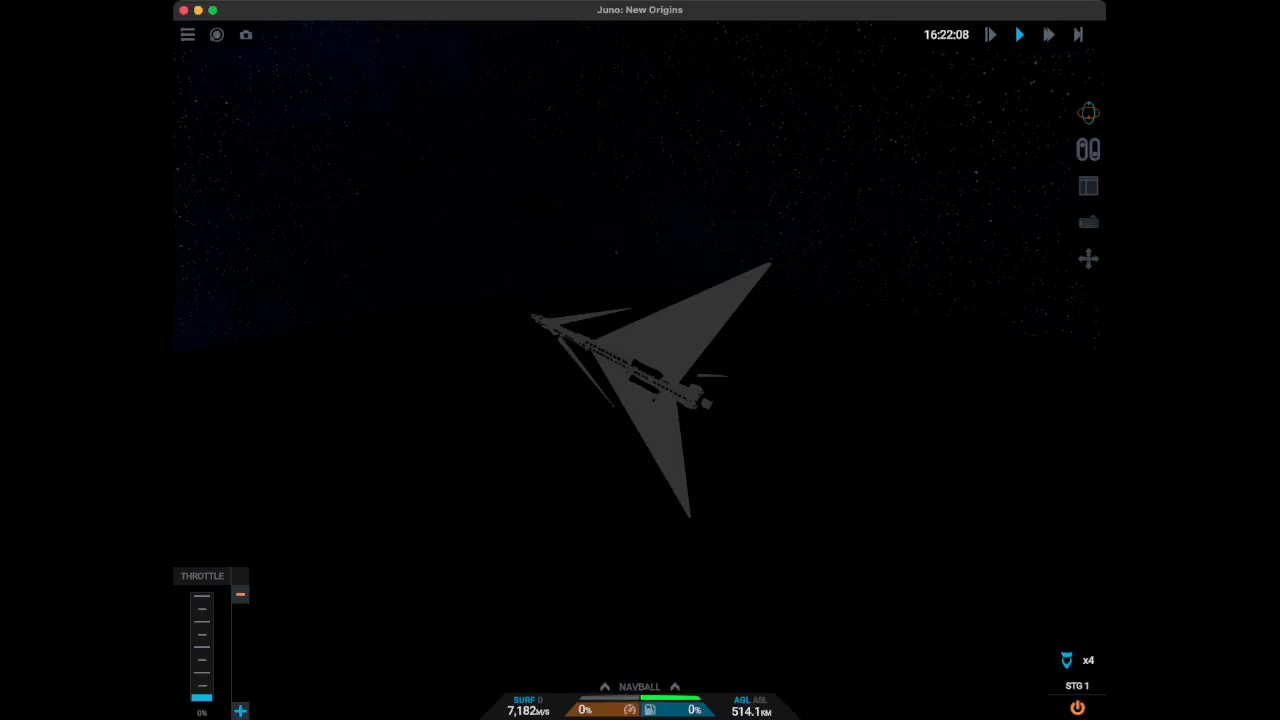 Juno: New Origins
16:22:08
THROTTLE
0%
x4
STG 1
NAVBALL
SURF O
7,182M/S
0%
0%
AGL ASL
514.1KM